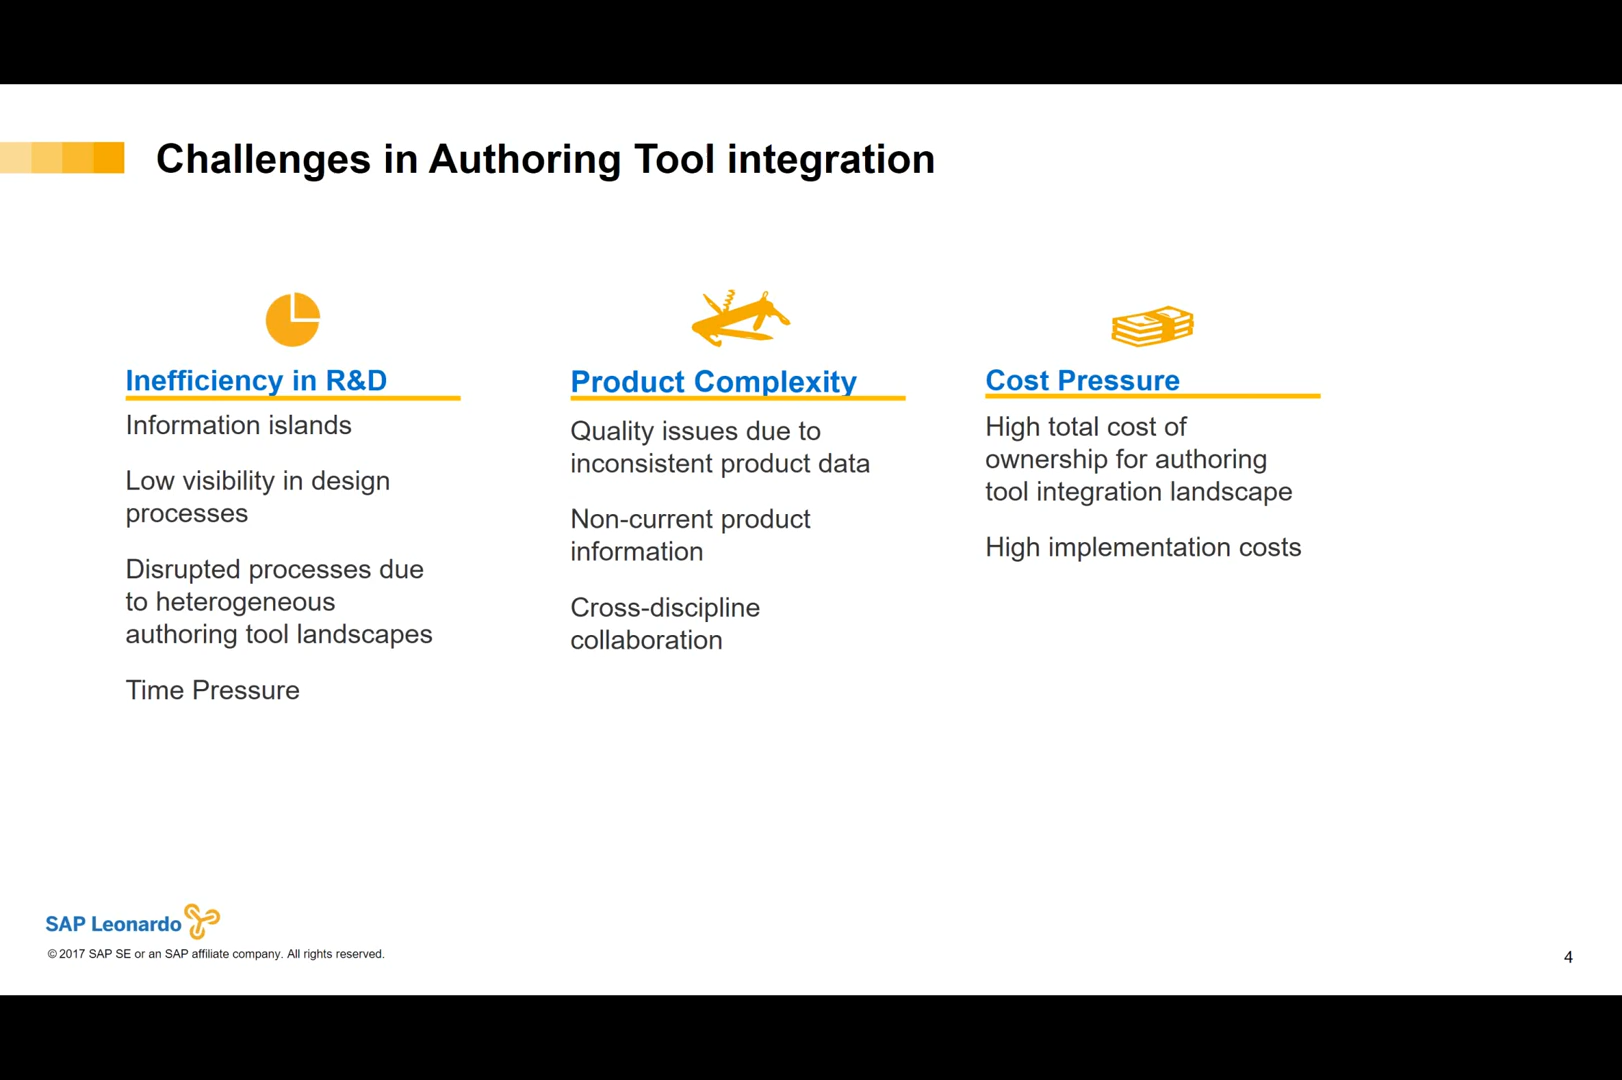 Challenges in Authoring Tool integration
Inefficiency in R&D
Information islands
Low visibility in design
processes
Disrupted processes due
to heterogeneous
authoring tool landscapes
Time Pressure
Product Complexity
Quality issues due to
inconsistent product data
Non-current product
information
Cross-discipline
collaboration
Cost Pressure
High total cost of
ownership for authoring
tool integration landscape
High implementation costs
SAP Leonardo
© 2017 SAP SE or an SAP affiliate company. All rights reserved.
4